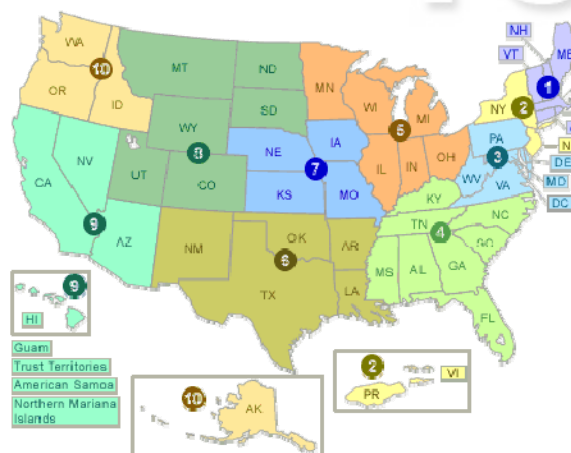 NH
WA
VT
ME
MT
ND
10
MN
1
OR
ID
WI
NY
2
SD
MI
5
WY
PA
IA
3
NE
8
NV
7
IL
IN
OH
DE
WV
UT
CO
VA
MD
CA
KS
MO
KY
DC
NC
TN
9
OK
4
AZ
NM
AR
SC
6
MS
AL
GA
TX
LA
9
FL
HI
Guam
Trust Territories
2
VI
American Samoa
10
PR
Northern Mariana
Islands
AK